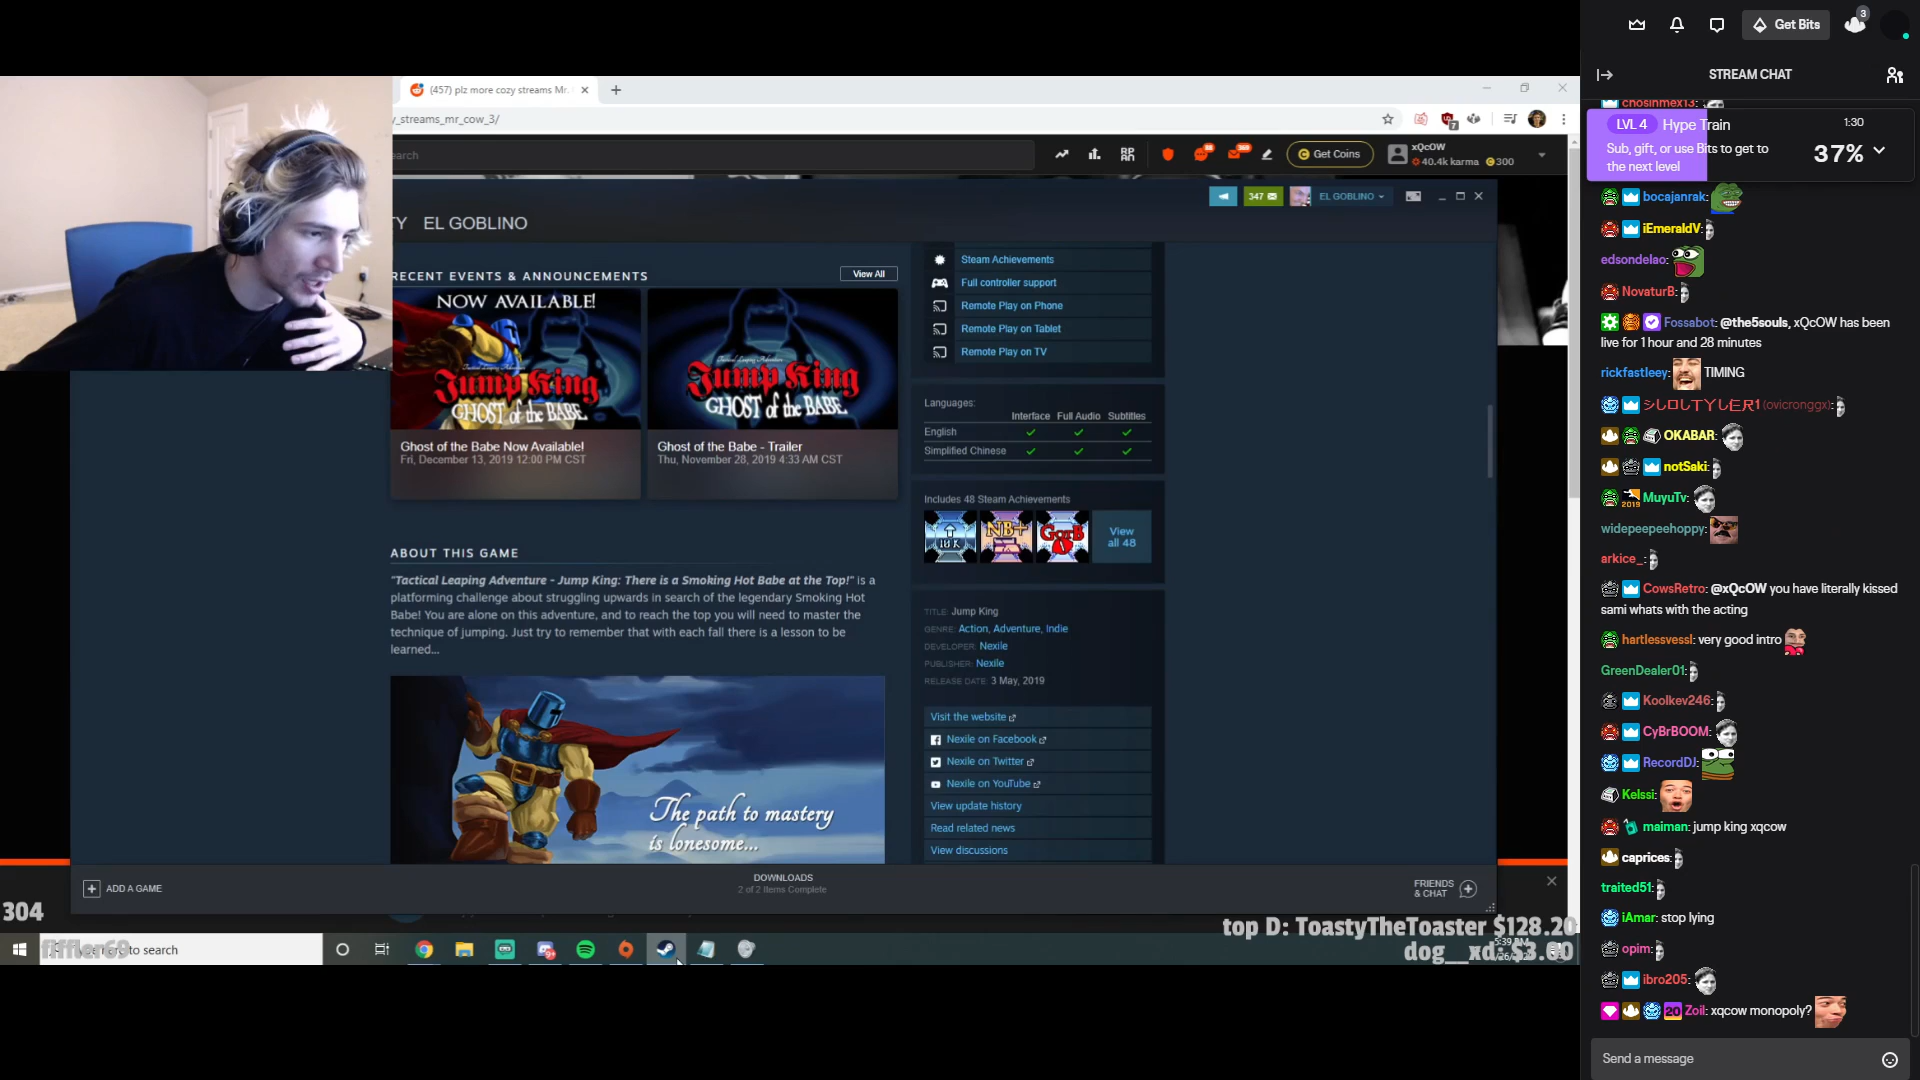 (457) plz more cozy streams Mr.
y_streams_mr_cow_3/
earch
Get Coins
xQcOW
40.4k karma
300
347
EL GOBLINO
TY EL GOBLINO
RECENT EVENTS & ANNOUNCEMENTS
View All
NOW AVAILABLE!
Jump King
GHOST of the BABE
Ghost of the Babe Now Available!
Fri, December 13, 2019 12:00 PM CST
Jump King
GHOST of the BABE
Ghost of the Babe - Trailer
Thu, November 28, 2019 4:33 AM CST
ABOUT THIS GAME
"Tactical Leaping Adventure - Jump King: There is a Smoking Hot Babe at the Top!" is a
platforming challenge about struggling upwards in search of the legendary Smoking Hot
Babe! You are alone on this adventure, and to reach the top you will need to master the
technique of jumping. Just try to remember that with each fall there is a lesson to be
learned...
The path to mastery
is lonesome...
Steam Achievements
Full controller support
Remote Play on Phone
Remote Play on Tablet
Remote Play on TV
Languages:
Interface Full Audio Subtitles
English
Simplified Chinese
Includes 48 Steam Achievements
NB+
View
all 48
TITLE: Jump King
GENRE: Action, Adventure, Indie
DEVELOPER: Nexile
PUBLISHER: Nexile
RELEASE DATE: 3 May, 2019
Visit the website
Nexile on Facebook
Nexile on Twitter
Nexile on YouTube
View update history
Read related news
View discussions
ADD A GAME
DOWNLOADS
2 of 2 Items Complete
FRIENDS
& CHAT
304
fiffler69
to search
top D: ToastyTheToaster $128.20
dog__xd: $3.00
Get Bits
3
STREAM CHAT
chosinmex13:
LVL 4 Hype Train
1:30
Sub, gift, or use Bits to get to
the next level
37%
bocajanrak:
iEmeraldV:
edsondelao:
NovaturB:
Fossabot: @the5souls, xQcOW has been
live for 1 hour and 28 minutes
rickfastleey: TIMING
(ovicronggx):
OKABAR:
notSaki:
MuyuTv:
widepeepeehoppy:
arkice_:
CowsRetro: @xQcOW you have literally kissed
sami whats with the acting
hartlessvessl: very good intro
GreenDealer01:
Koolkev246:
CyBrBOOM:
RecordDJ:
Kelssi:
maiman: jump king xqcow
caprices:
traited51:
iAmar: stop lying
opim:
ibro205:
Zoil: xqcow monopoly?
Send a message